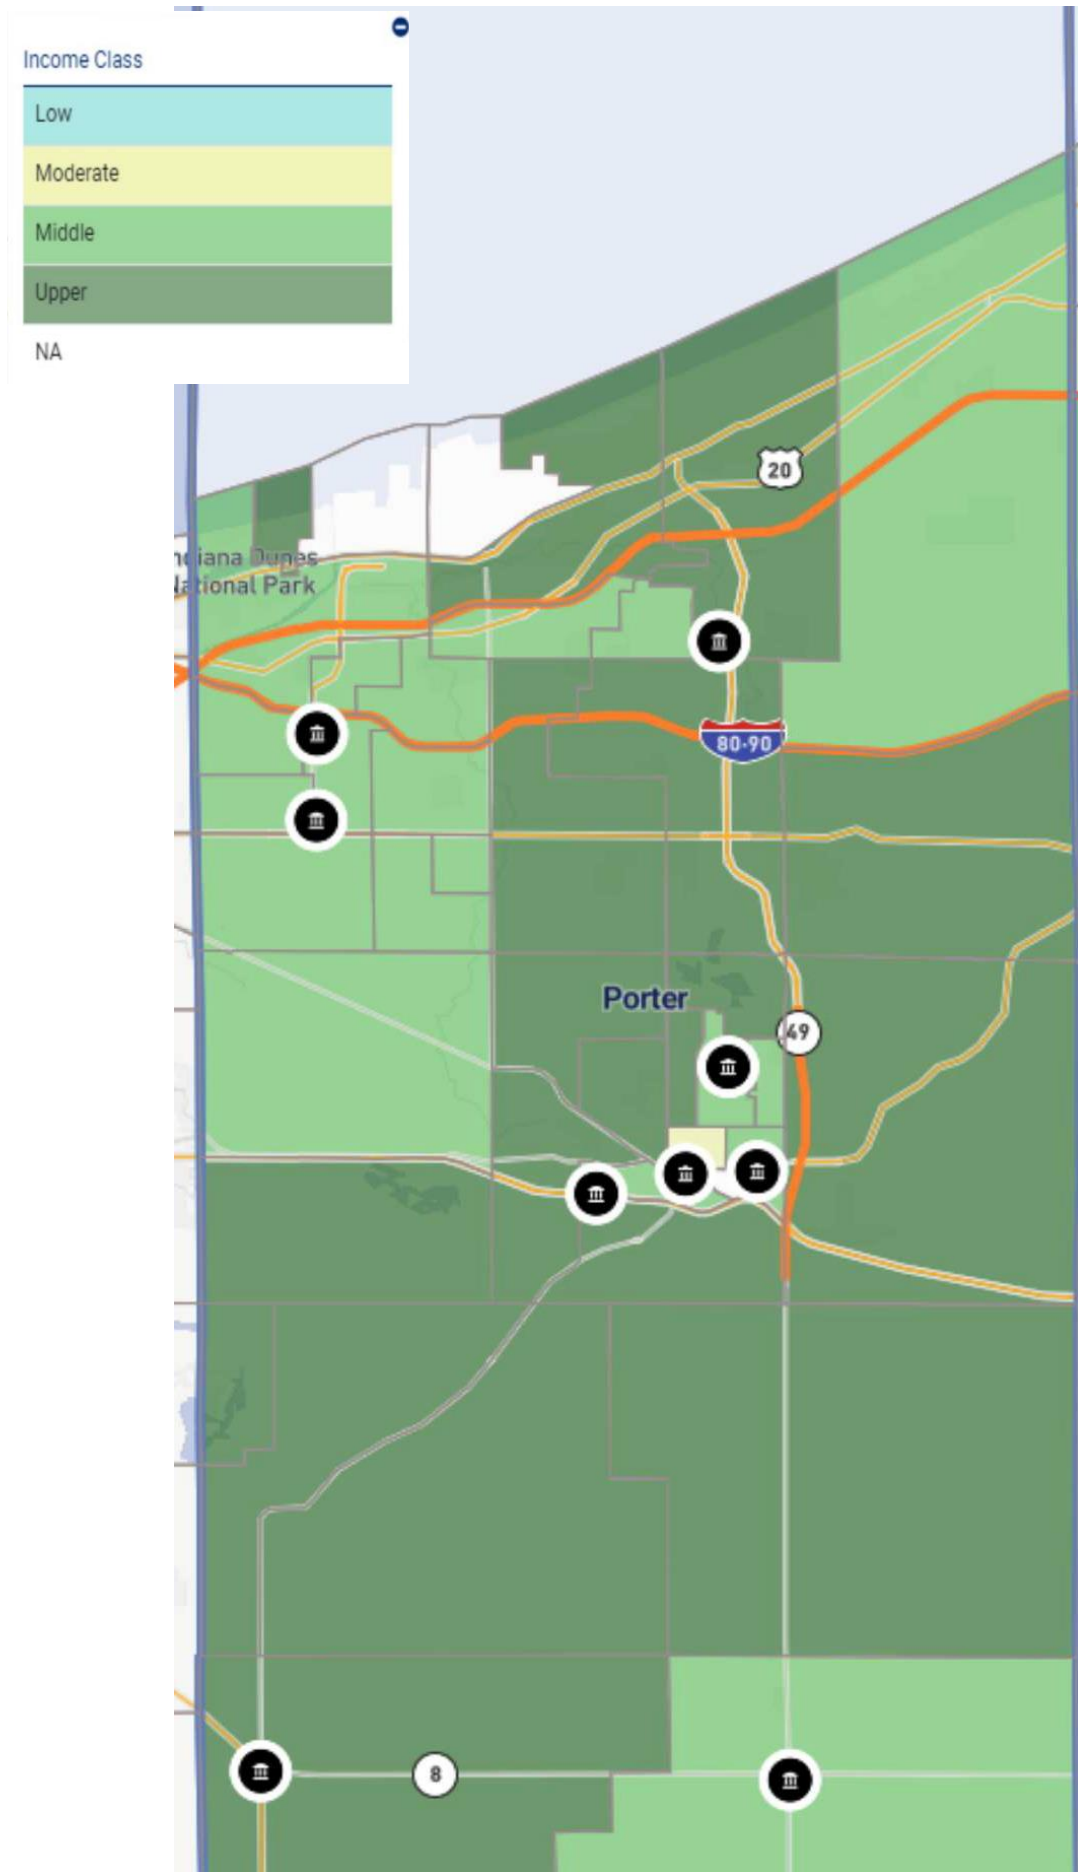 Income Class
Low
Moderate
Middle
Upper
NA
20
Indiana Dunes
National Park
80-90
Porter
49
8